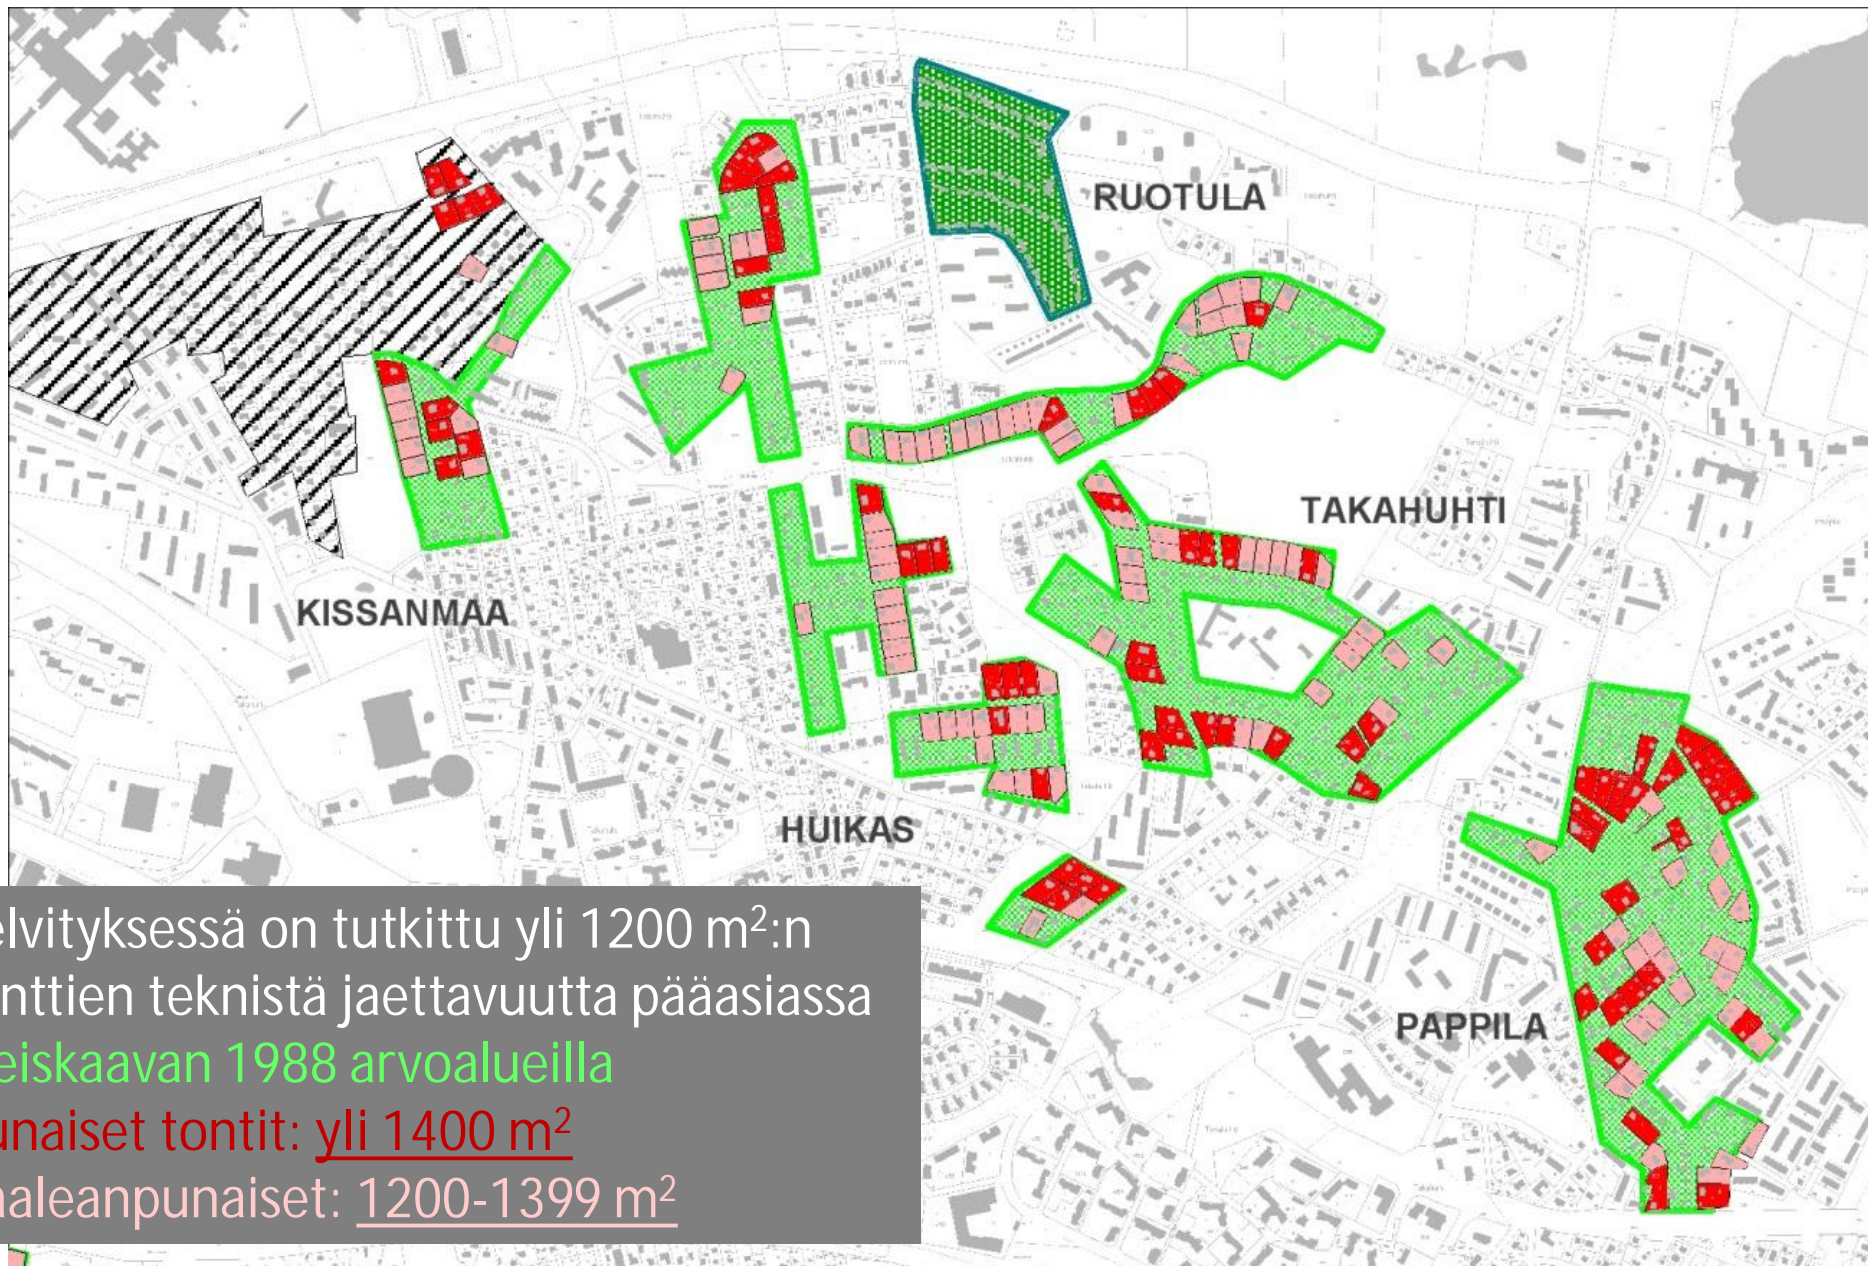 RUOTULA
TAKAHUHTI
KISSANMAA
HUIKAS
PAPPILA
elvityksessä on tutkittu yli 1200 m²:n
nttien teknistä jaettavuutta pääasiassa
eiskaavan 1988 arvoalueilla
unaiset tontit: yli 1400 m²
aaleanpunaiset: 1200-1399 m²